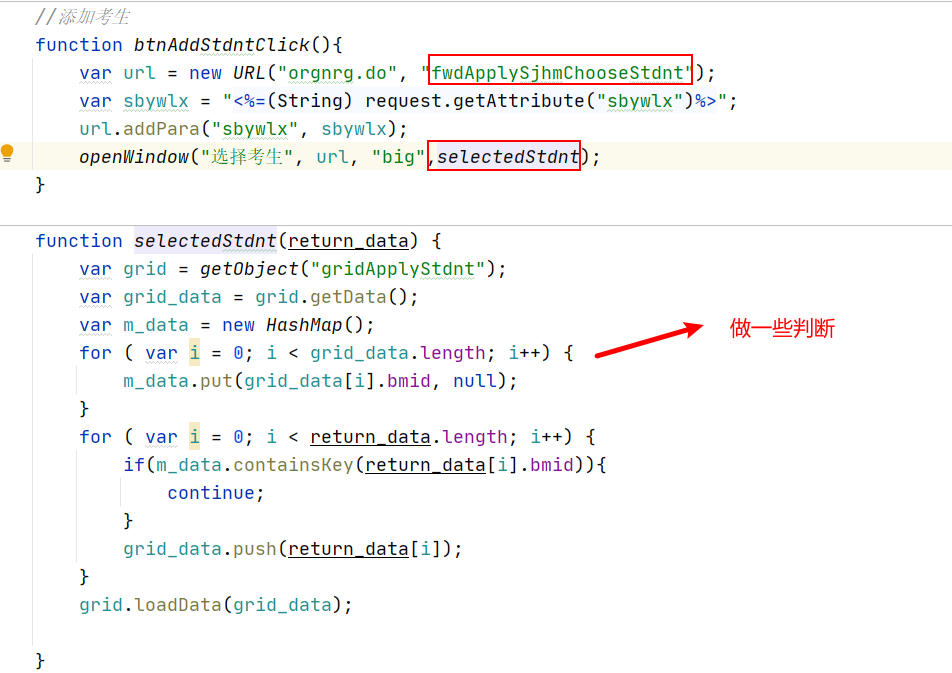 //添加考生
function btnAddStdntClick(){
    var url = new URL("orgnrg.do", "fwdApplySjhmChooseStdnt");
    var sbywlx = "<%=(String) request.getAttribute("sbywlx")%>";
    url.addPara("sbywlx", sbywlx);
    openWindow("选择考生", url, "big",selectedStdnt);
}
function selectedStdnt(return_data) {
    var grid = getObject("gridApplyStdnt");
    var grid_data = grid.getData();
    var m_data = new HashMap();
    for ( var i = 0; i < grid_data.length; i++) {
做一些判断
        m_data.put(grid_data[i].bmid, null);
    }
    for ( var i = 0; i < return_data.length; i++) {
        if(m_data.containsKey(return_data[i].bmid)){
            continue;
        }
        grid_data.push(return_data[i]);
    }
    grid.loadData(grid_data);
}